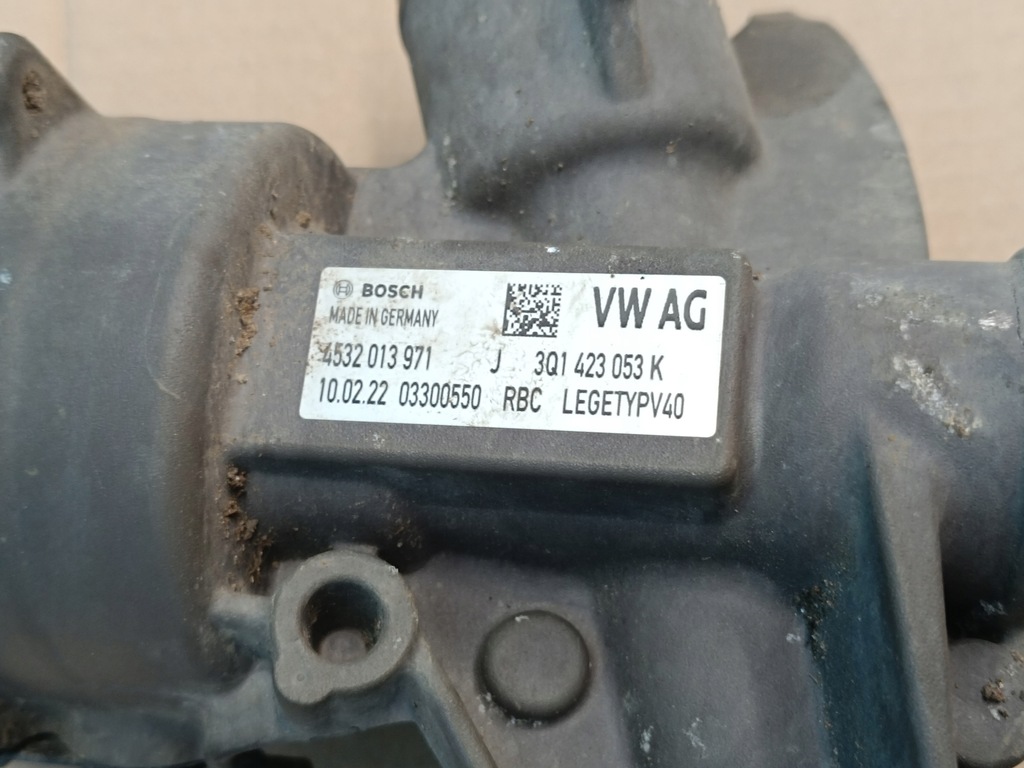 BOSCH
MADE IN GERMANY
VW AG
4532 013 971 J 3Q1 423 053 K
10.02.22 03300550 RBC LEGETYPV40